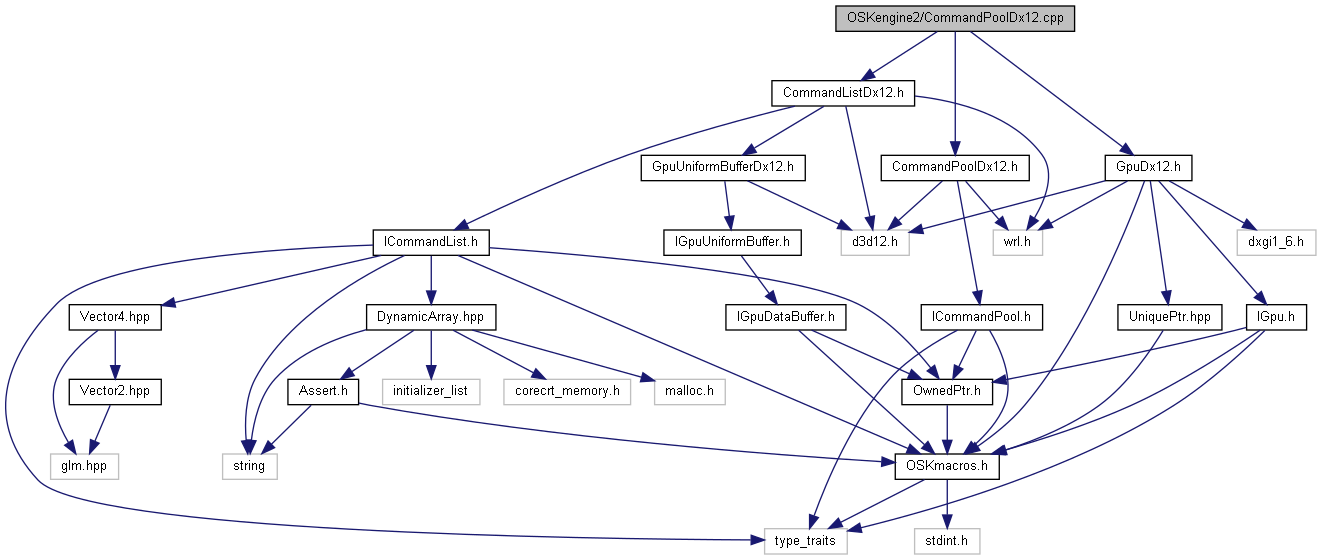 OSKengine2/CommandPoolDx12.cpp
CommandListDx12.h
GpuUniformBufferDx12.h
CommandPoolDx12.h
GpuDx12.h
ICommandList.h
IGpuUniformBuffer.h
d3d12.h
wrl.h
dxgi1_6.h
Vector4.hpp
DynamicArray.hpp
IGpuDataBuffer.h
ICommandPool.h
UniquePtr.hpp
IGpu.h
Vector2.hpp
Assert.h
initializer_list
corecrt_memory.h
malloc.h
OwnedPtr.h
glm.hpp
string
OSKmacros.h
type_traits
stdint.h